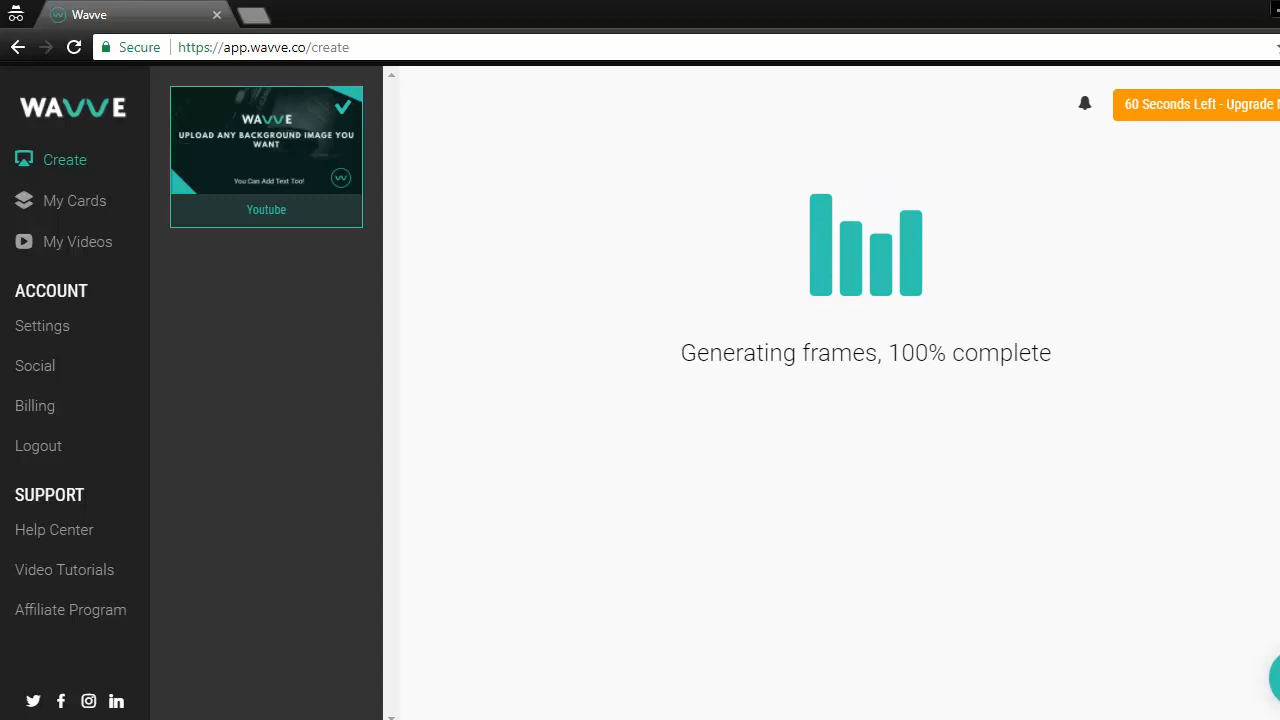 Wavve
Secure
https://app.wavve.co/create
WAVVE
Create
My Cards
My Videos
ACCOUNT
Settings
Social
Billing
Logout
SUPPORT
Help Center
Video Tutorials
Affiliate Program
WAVVE
UPLOAD ANY BACKGROUND IMAGE YOU
WANT
You Can Add Text Too!
Youtube
60 Seconds Left - Upgrade
Generating frames, 100% complete